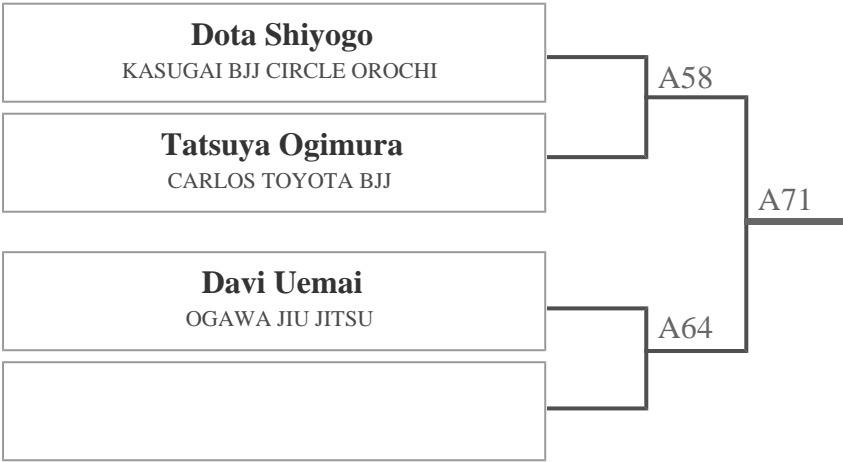 Dota Shiyogo
KASUGAI BJJ CIRCLE OROCHI
A58
Tatsuya Ogimura
CARLOS TOYOTA BJJ
A71
Davi Uemai
OGAWA JIU JITSU
A64